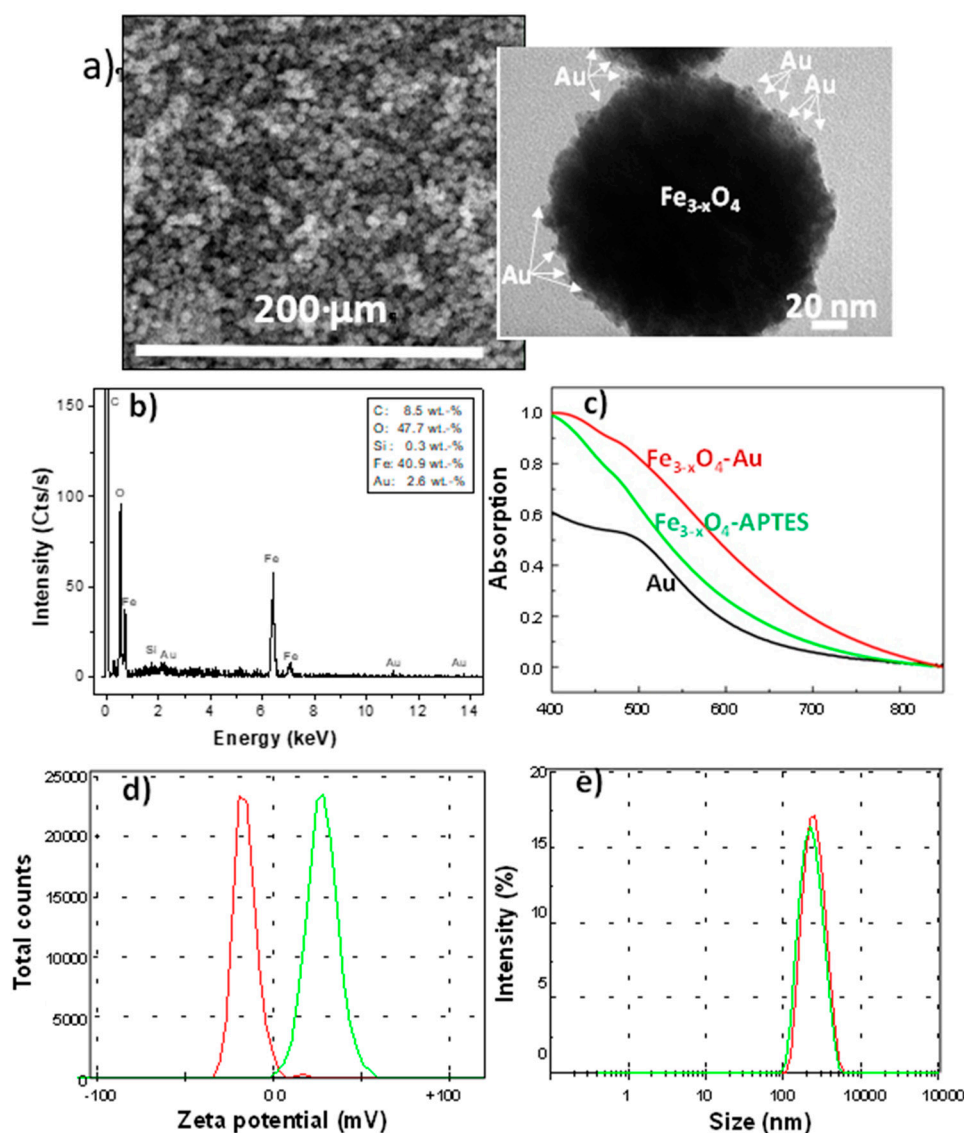 a)
200·µm
Au
Au
Au
Fe3-xO4
Au
20 nm
b)
150
100
50
0
Intensity (Cts/s)
C
O
Fe
Si
Au
Fe
Fe
Au
Au
C: 8.5 wt.-%
O: 47.7 wt.-%
Si : 0.3 wt.-%
Fe: 40.9 wt.-%
Au: 2.6 wt.-%
0 2 4 6 8 10 12 14
Energy (keV)
c)
Absorption
1.0
0.8
0.6
0.4
0.2
0.0
Fe3-xO4-Au
Fe3-xO4-APTES
Au
400 500 600 700 800
d)
Total counts
25000
20000
15000
10000
5000
0
-100 0.0 +100
Zeta potential (mV)
e)
Intensity (%)
20
15
10
5
0
1 10 100 10000 10000
Size (nm)